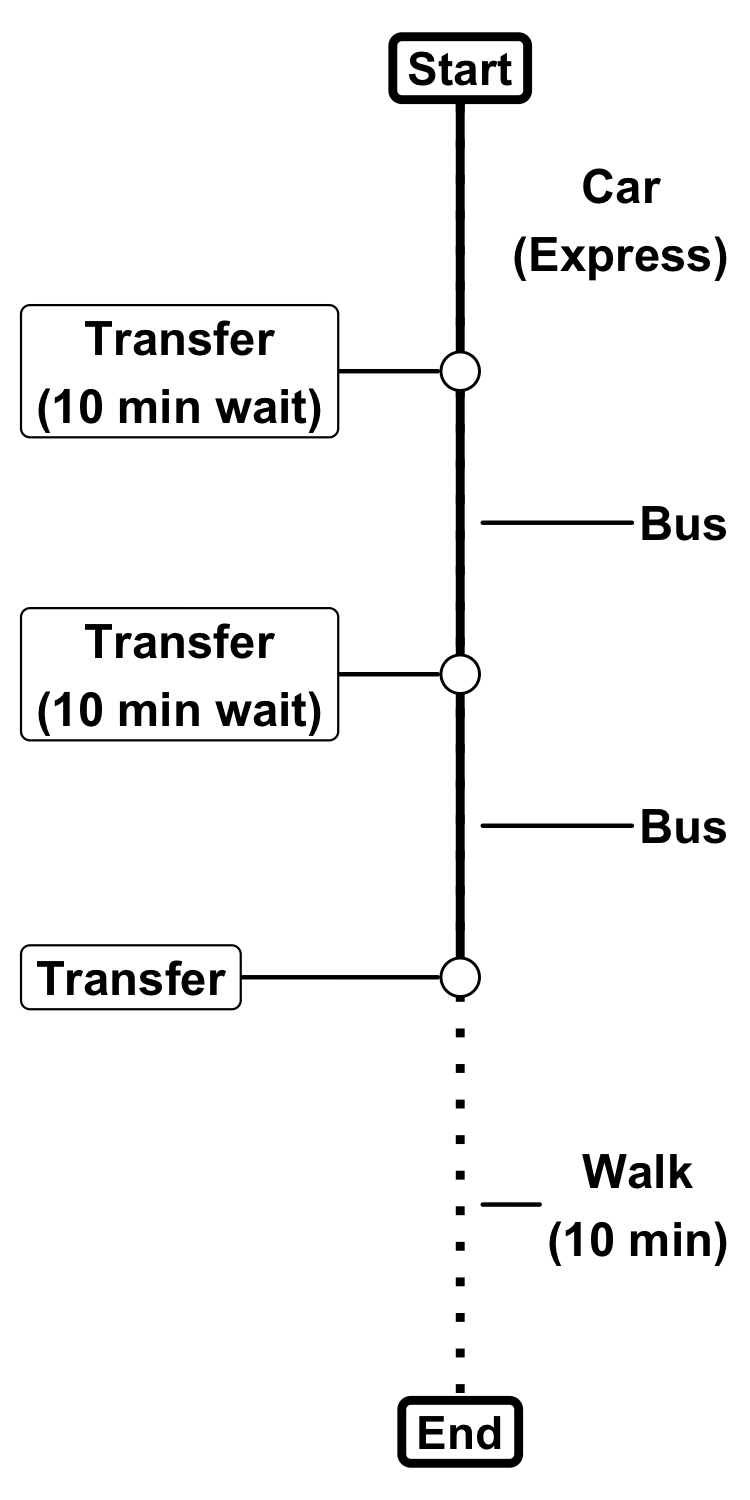 Start
Car
(Express)
Transfer
(10 min wait)
Bus
Transfer
(10 min wait)
Bus
Transfer
Walk
(10 min)
End